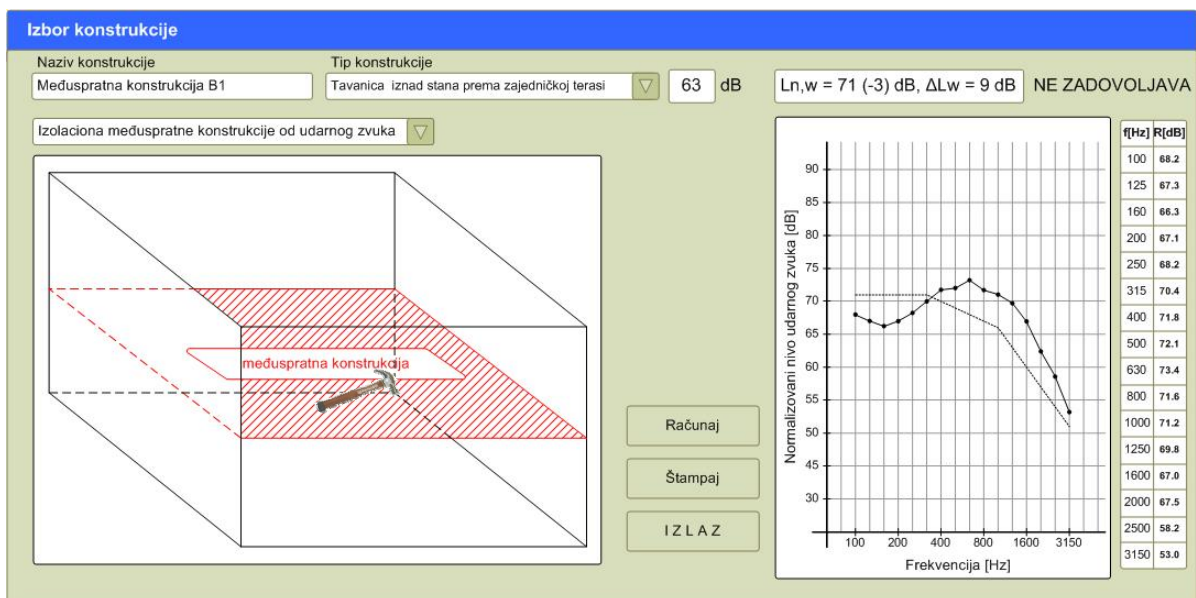 Izbor konstrukcije
Naziv konstrukcije
Tip konstrukcije
Međuspratna konstrukcija B1
Tavanica iznad stana prema zajedničkoj terasi
63 dB
Ln,w = 71 (-3) dB, ΔLw = 9 dB
NE ZADOVOLJAVA
Izolaciona međuspratne konstrukcije od udarnog zvuka
međuspratna konstrukcija
Računaj
Štampaj
I Z L A Z
Normalizovani nivo udarnog zvuka [dB]
90
85
80
75
70
65
60
55
50
45
40
35
30
100 200 400 800 1600 3150
Frekvencija [Hz]
f[Hz] R[dB]
100 68.2
125 67.3
160 66.3
200 67.1
250 68.2
315 70.4
400 71.8
500 72.1
630 73.4
800 71.6
1000 71.2
1250 69.8
1600 67.0
2000 67.5
2500 58.2
3150 53.0